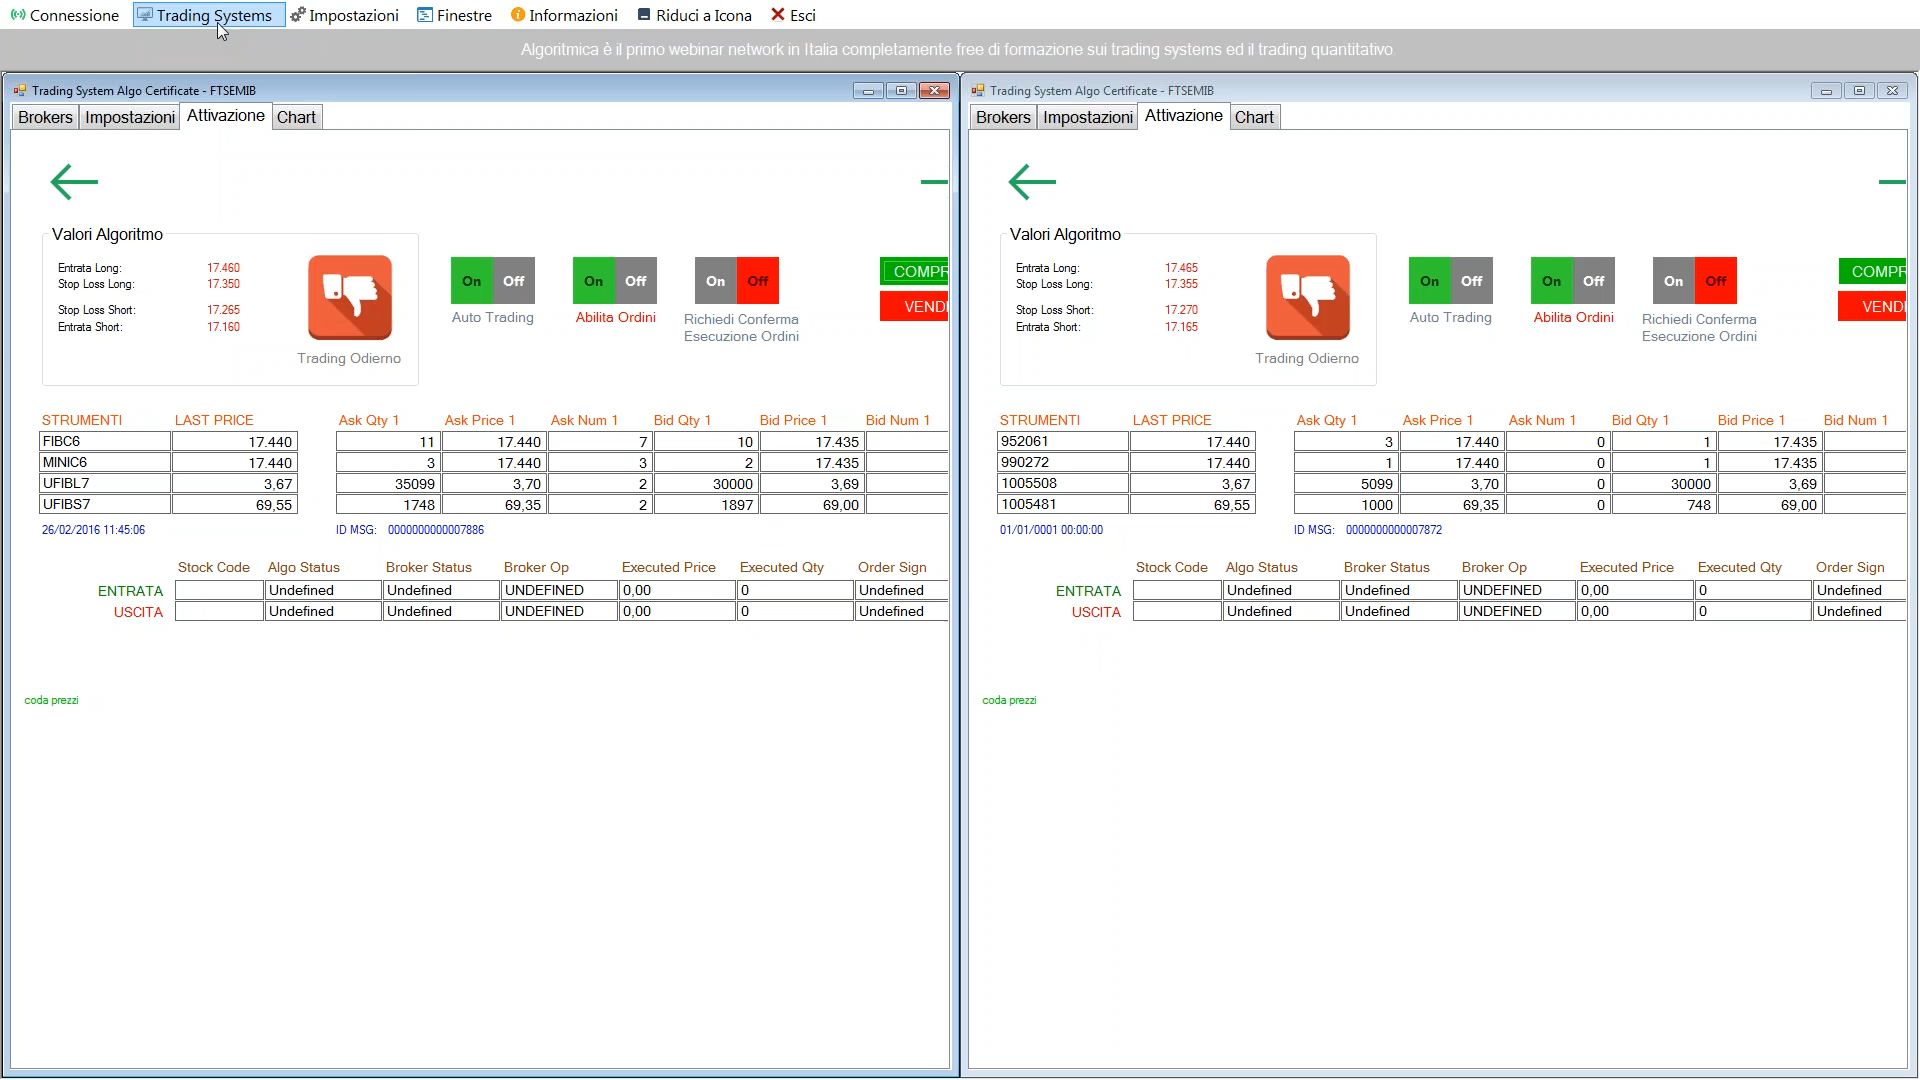 Connessione Trading Systems Impostazioni Finestre Informazioni Riduci a Icona Esci
Algoritmica è il primo webinar network in Italia completamente free di formazione sui trading systems ed il trading quantitativo
Trading System Algo Certificate - FTSEMIB
Brokers Impostazioni Attivazione Chart
Valori Algoritmo
Entrata Long: 17.460
Stop Loss Long: 17.350
Stop Loss Short: 17.265
Entrata Short: 17.160
Trading Odierno
On Off
Auto Trading
On Off
Abilita Ordini
On Off
Richiedi Conferma
Esecuzione Ordini
COMPR
VENDI
STRUMENTI LAST PRICE Ask Qty 1 Ask Price 1 Ask Num 1 Bid Qty 1 Bid Price 1 Bid Num 1
FIBC6 17.440 11 17.440 7 10 17.435
MINIC6 17.440 3 17.440 3 2 17.435
UFIBL7 3,67 35099 3,70 2 30000 3,69
UFIBS7 69,55 1748 69,35 2 1897 69,00
26/02/2016 11:45:06 ID MSG: 0000000000007886
Stock Code Algo Status Broker Status Broker Op Executed Price Executed Qty Order Sign
ENTRATA Undefined Undefined UNDEFINED 0,00 0 Undefined
USCITA Undefined Undefined UNDEFINED 0,00 0 Undefined
coda prezzi
Trading System Algo Certificate - FTSEMIB
Brokers Impostazioni Attivazione Chart
Valori Algoritmo
Entrata Long: 17.465
Stop Loss Long: 17.355
Stop Loss Short: 17.270
Entrata Short: 17.165
Trading Odierno
On Off
Auto Trading
On Off
Abilita Ordini
On Off
Richiedi Conferma
Esecuzione Ordini
COMPR
VENDI
STRUMENTI LAST PRICE Ask Qty 1 Ask Price 1 Ask Num 1 Bid Qty 1 Bid Price 1 Bid Num 1
952061 17.440 3 17.440 0 1 17.435
990272 17.440 1 17.440 0 1 17.435
1005508 3,67 5099 3,70 0 30000 3,69
1005481 69,55 1000 69,35 0 748 69,00
01/01/0001 00:00:00 ID MSG: 0000000000007872
Stock Code Algo Status Broker Status Broker Op Executed Price Executed Qty Order Sign
ENTRATA Undefined Undefined UNDEFINED 0,00 0 Undefined
USCITA Undefined Undefined UNDEFINED 0,00 0 Undefined
coda prezzi